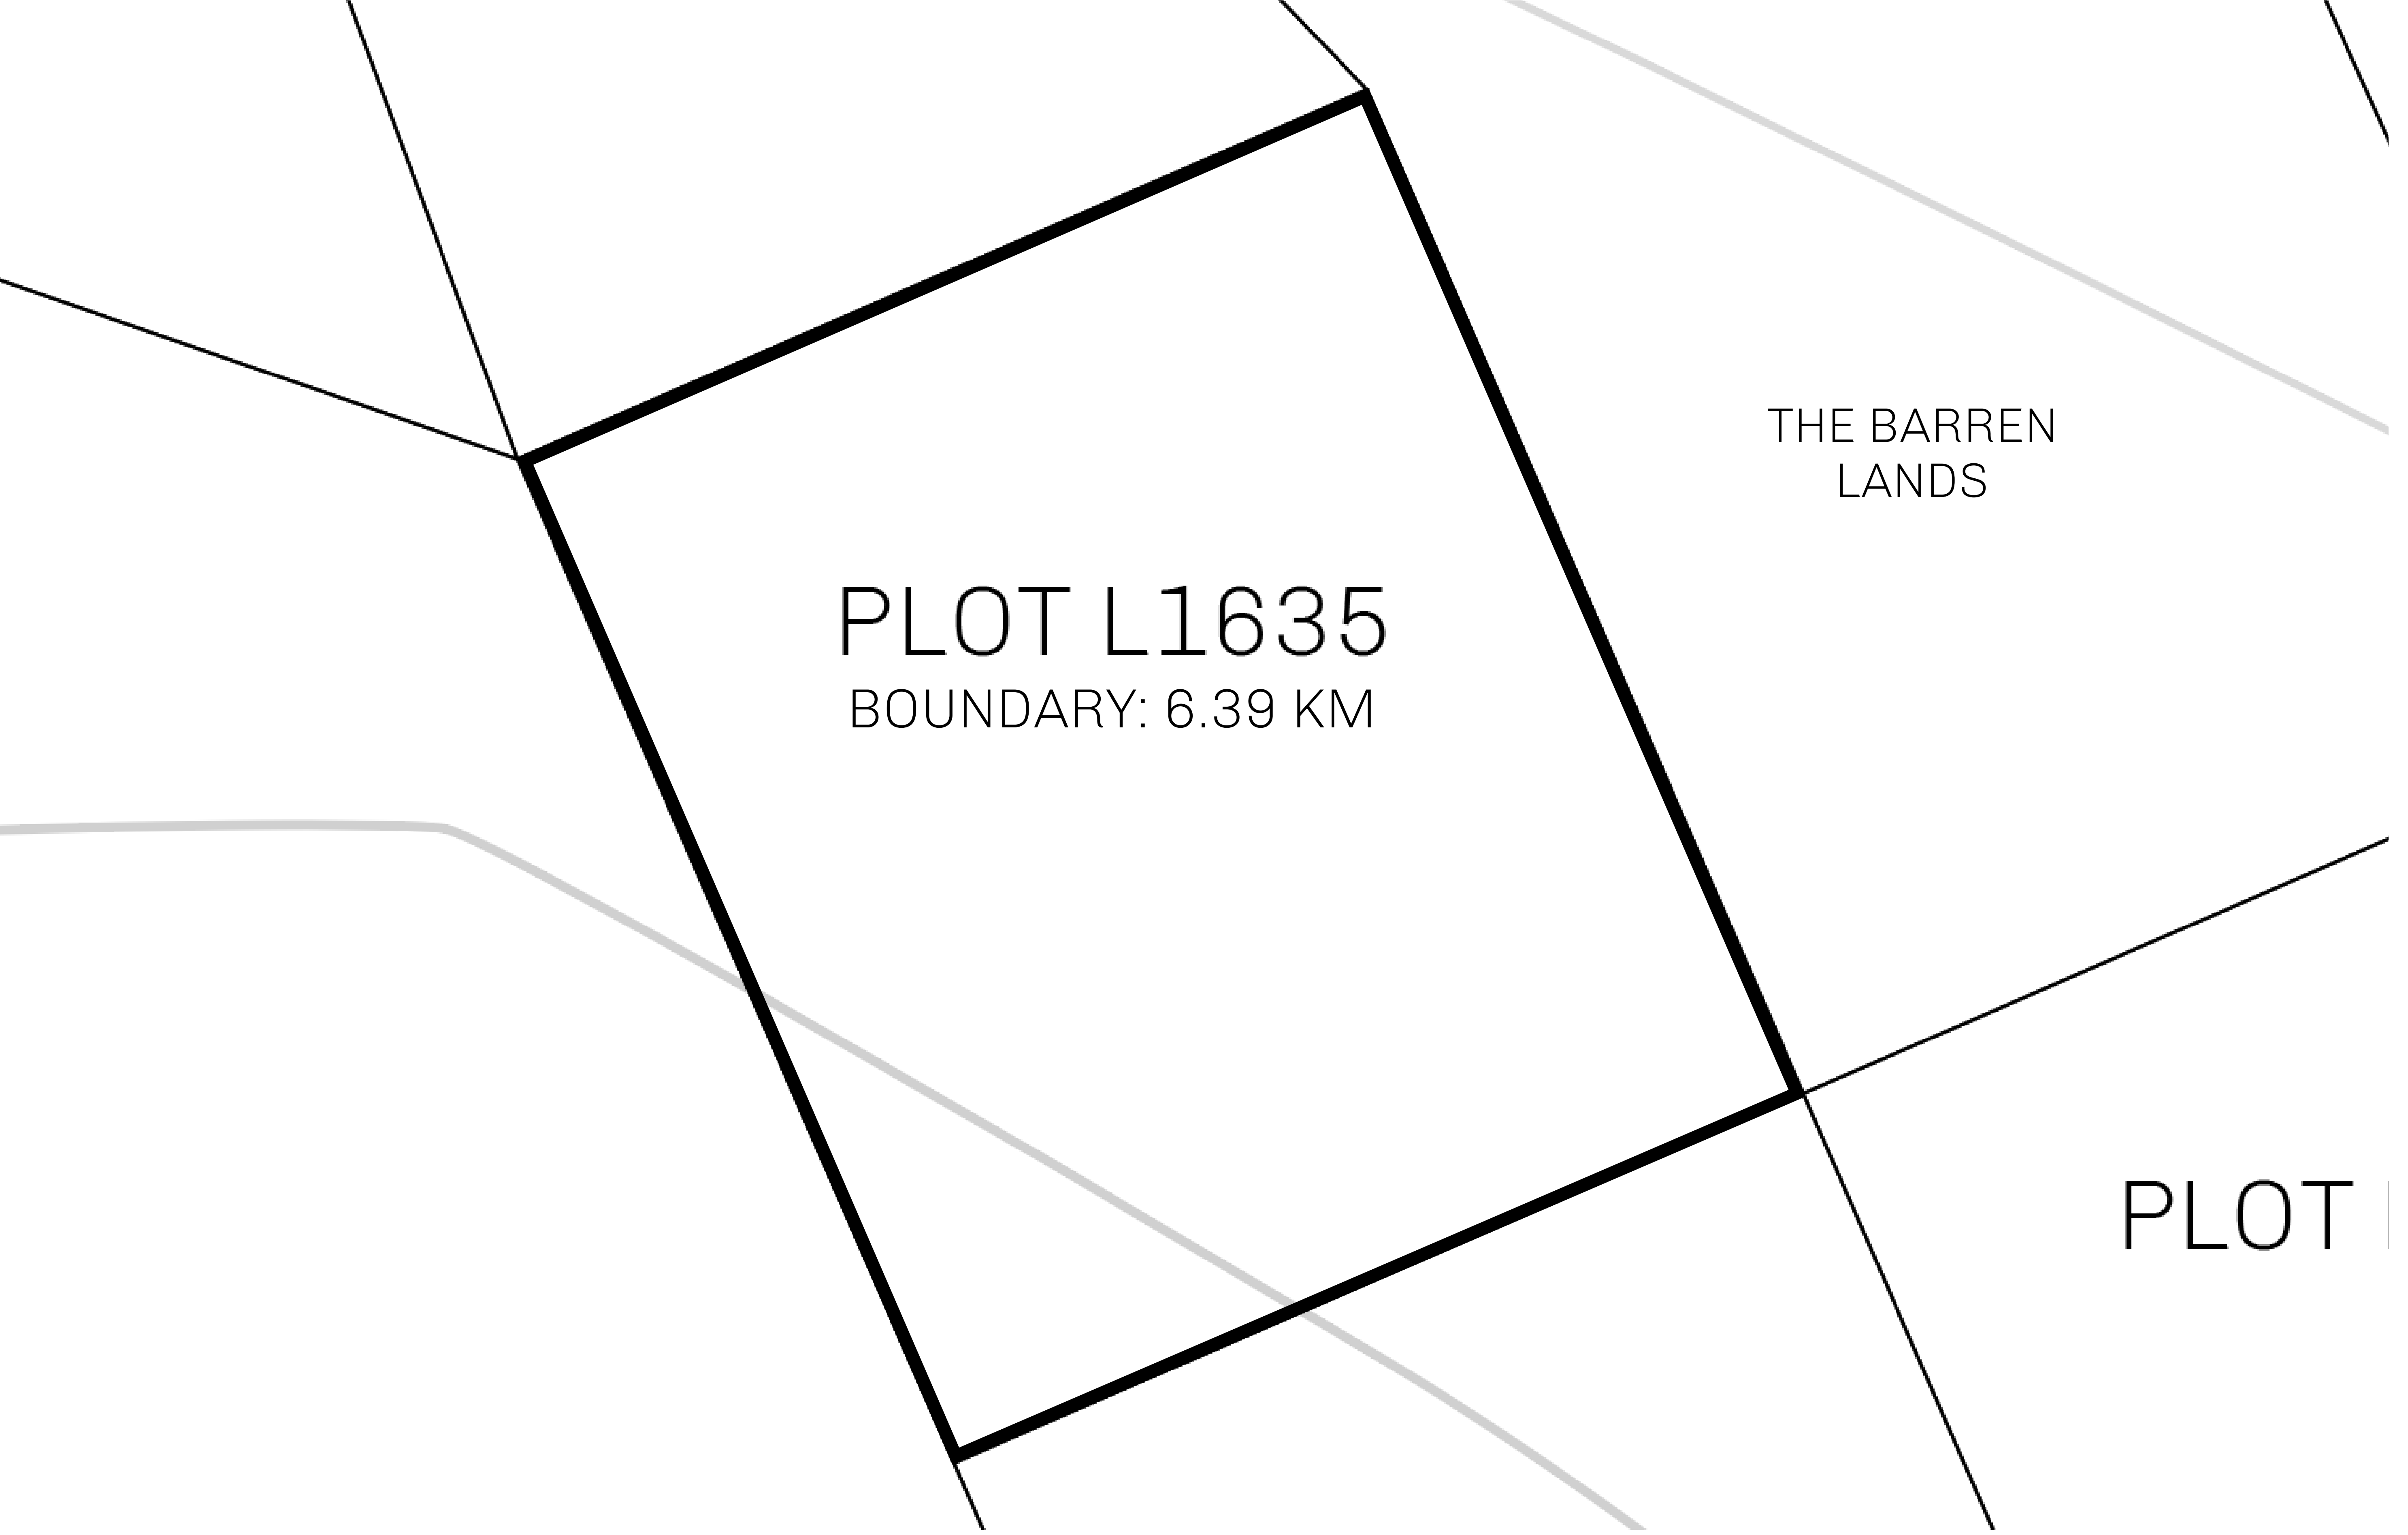 THE BARREN
LANDS
PLOT L1635
BOUNDARY: 6.39 KM
PLOT